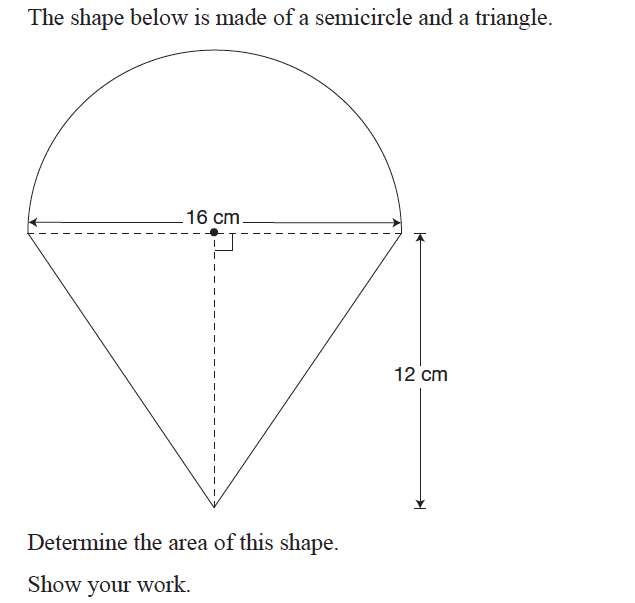 The shape below is made of a semicircle and a triangle.
16 cm
12 cm
Determine the area of this shape.
Show your work.